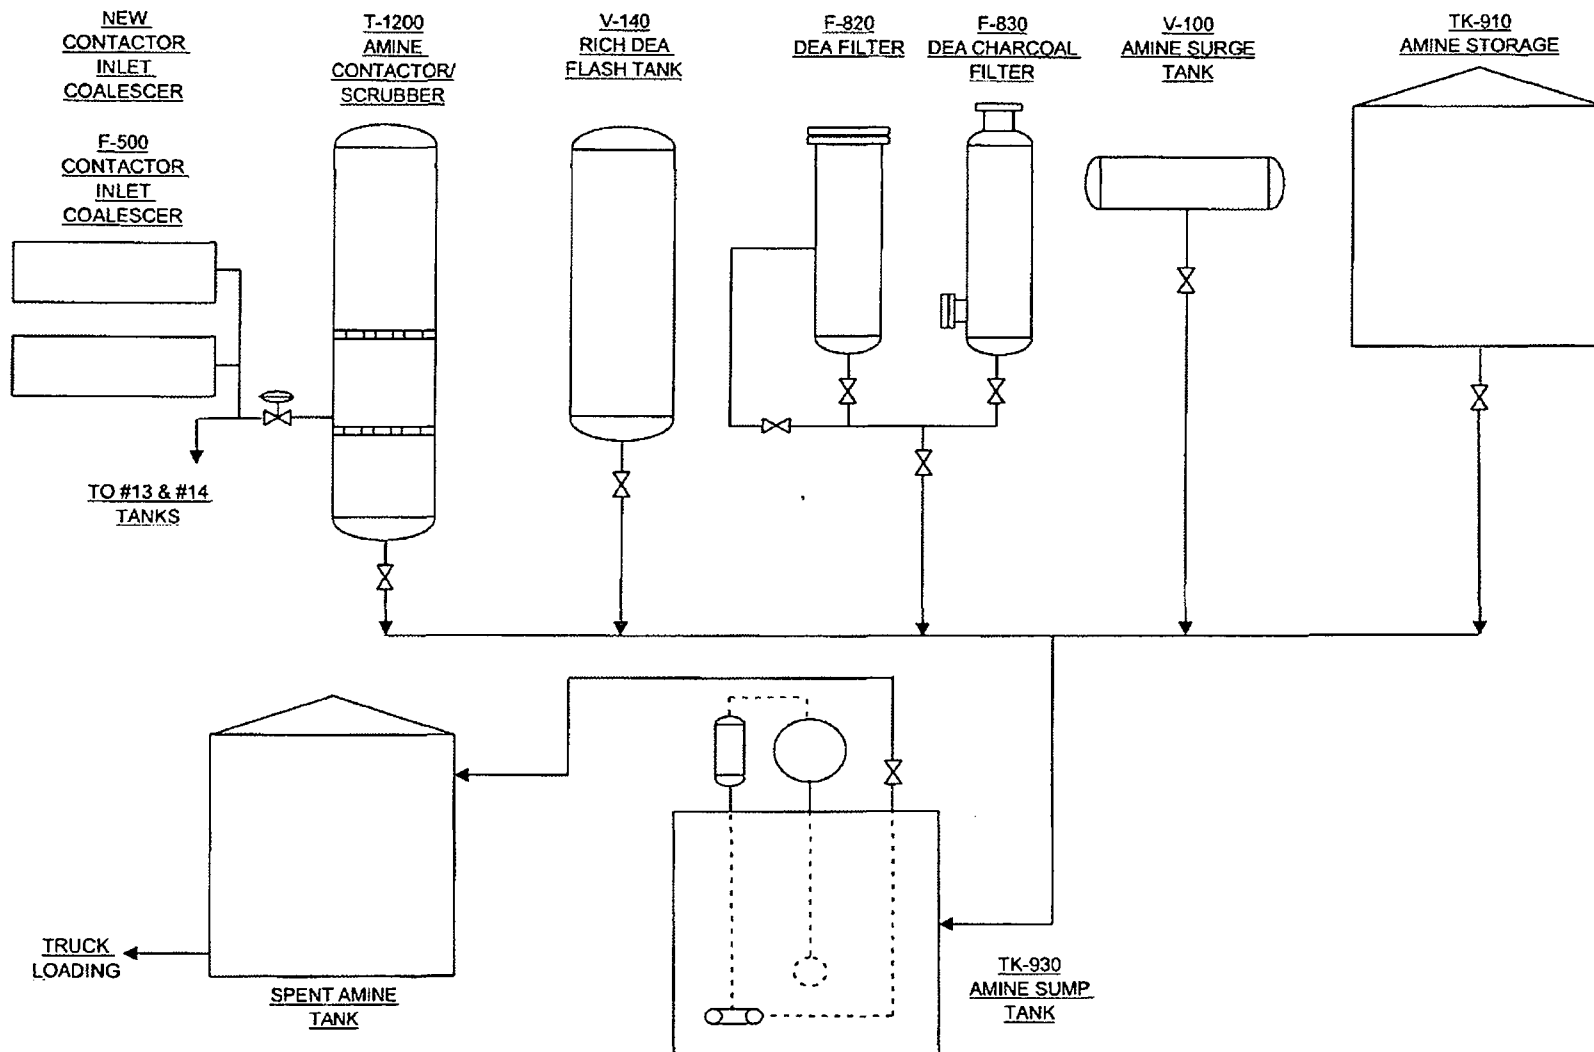 NEW
CONTACTOR
INLET
COALESCER
F-500
CONTACTOR
INLET
COALESCER
T-1200
AMINE
CONTACTOR/
SCRUBBER
V-140
RICH DEA
FLASH TANK
F-820
DEA FILTER
F-830
DEA CHARCOAL
FILTER
V-100
AMINE SURGE
TANK
TK-910
AMINE STORAGE
TO #13 & #14
TANKS
TRUCK
LOADING
SPENT AMINE
TANK
TK-930
AMINE SUMP
TANK